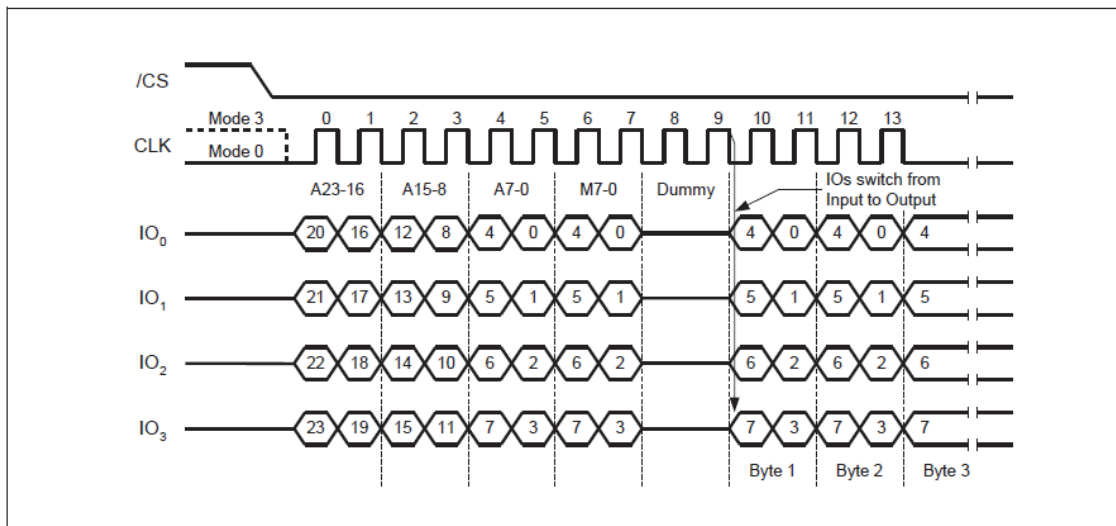 /CS
Mode 3 0 1 2 3 4 5 6 7 8 9 10 11 12 13
CLK
Mode 0
A23-16 A15-8 A7-0 M7-0 Dummy IOs switch from
Input to Output
IO0 20 16 12 8 4 0 4 0 4 0 4 0 4
IO1 21 17 13 9 5 1 5 1 5 1 5 1 5
IO2 22 18 14 10 6 2 6 2 6 2 6 2 6
IO3 23 19 15 11 7 3 7 3 7 3 7 3 7
Byte 1 Byte 2 Byte 3